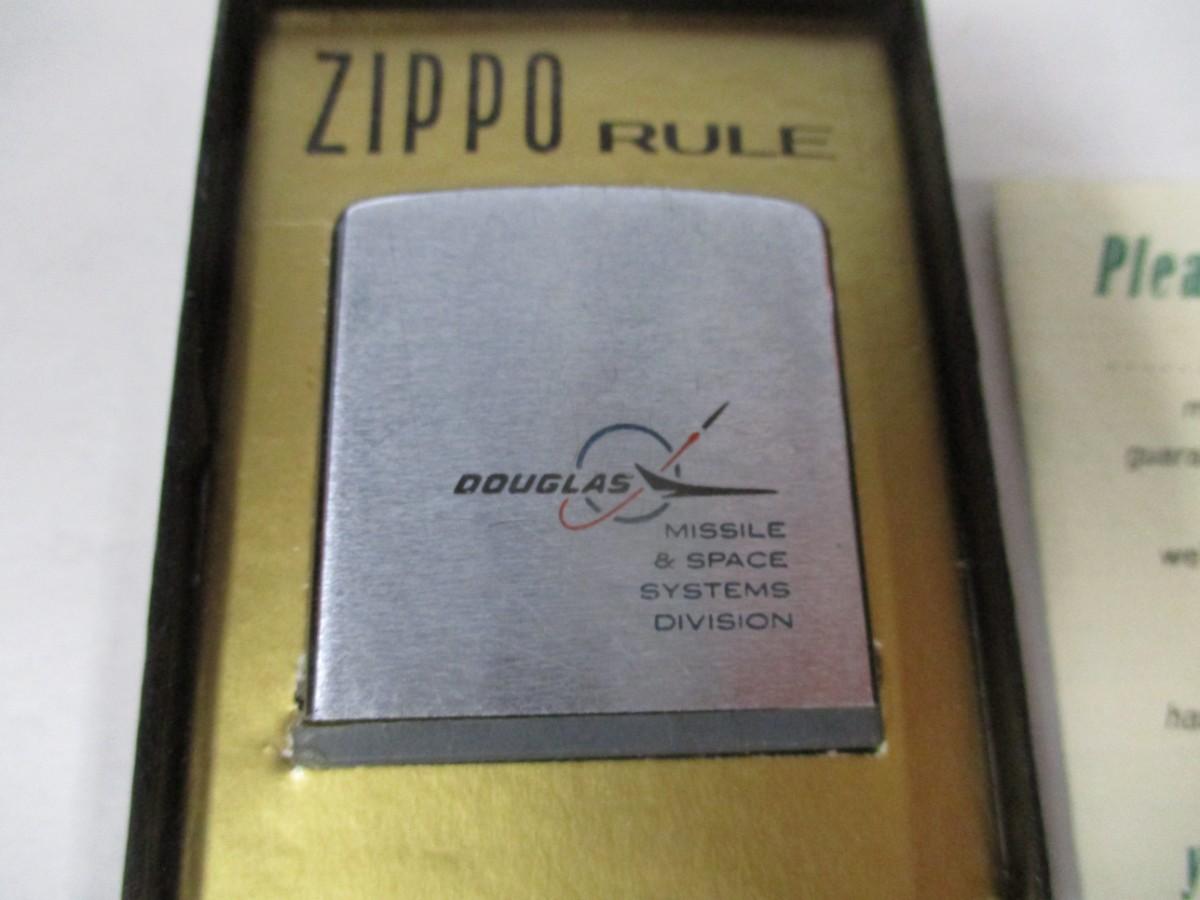 ZIPPO RULE
DOUGLAS
MISSILE
& SPACE
SYSTEMS
DIVISION